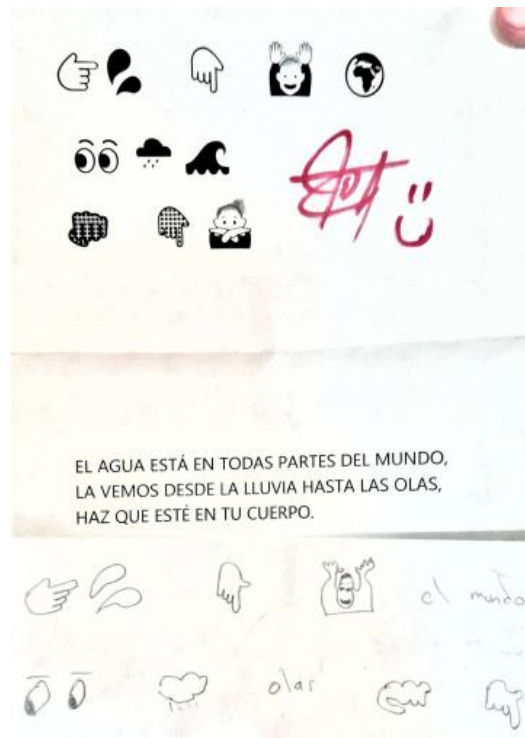 EL AGUA ESTÁ EN TODAS PARTES DEL MUNDO,
LA VEMOS DESDE LA LLUVIA HASTA LAS OLAS,
HAZ QUE ESTÉ EN TU CUERPO.
el mundo
olas